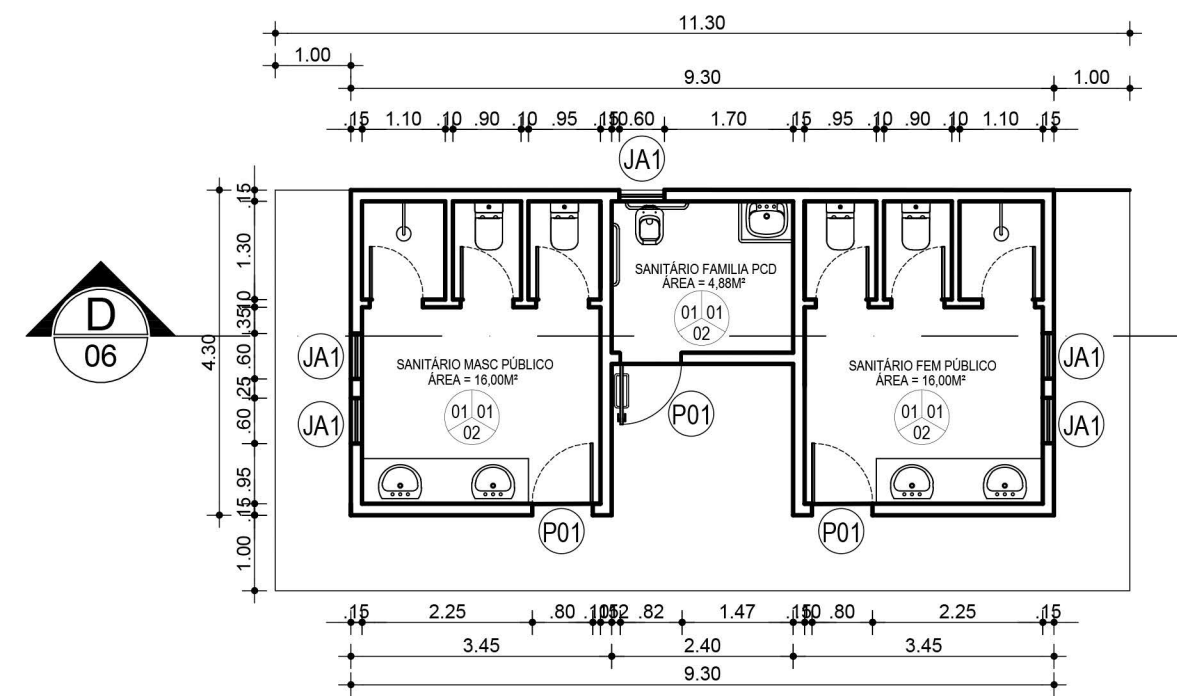 11.30
1.00
9.30
1.00
.15 1.10 .10 .90 .10 .95 .15 .10 .60 1.70 .15 .95 .10 .90 .10 1.10 .15
JA1
.15
1.30
.10
.35
.60
.25
.60
.95
.15
1.00
4.30
D
06
SANITÁRIO FAMILIA PCD
ÁREA = 4,88M²
01 01
02
JA1
SANITÁRIO MASC PÚBLICO
ÁREA = 16,00M²
01 01
02
SANITÁRIO FEM PÚBLICO
ÁREA = 16,00M²
01 01
02
JA1
JA1
P01
JA1
P01
P01
.15 2.25 .80 .82 1.47 .80 2.25 .15
3.45 2.40 3.45
9.30